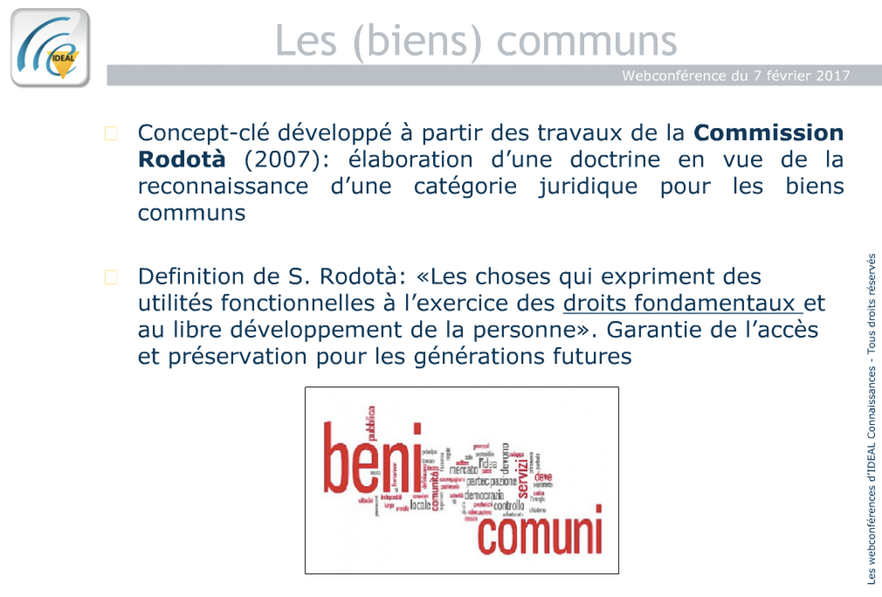 IDEAL
Les (biens) communs
Webconférence du 7 février 2017
Concept-clé développé à partir des travaux de la Commission
Rodotà (2007): élaboration d’une doctrine en vue de la
reconnaissance d’une catégorie juridique pour les biens
communs
Definition de S. Rodotà: «Les choses qui expriment des
utilités fonctionnelles à l’exercice des droits fondamentaux et
au libre développement de la personne». Garantie de l’accès
et préservation pour les générations futures
beni
pubblica
comunità
locale
mercato
partecipazione
democrazia
controllo
devono
servizi
deve
comuni
Les webconférences d’IDEAL Connaissances - Tous droits réservés